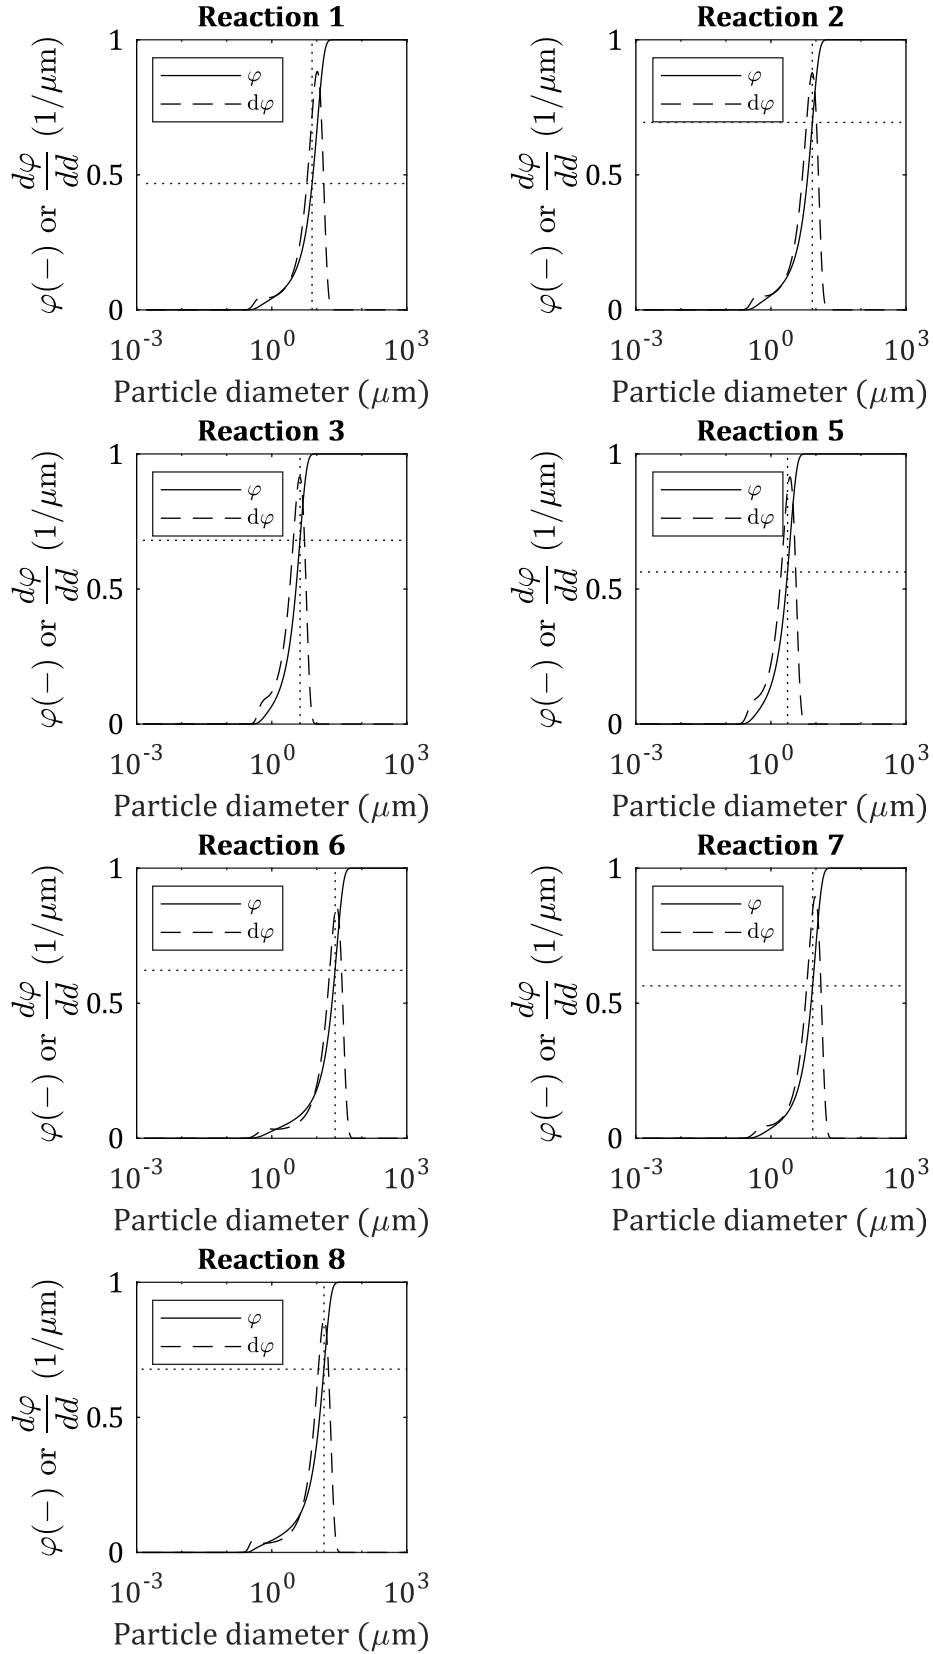 Reaction 1
φ(−) or dφ/dd (1/μm)
1
0.5
0
φ
dφ
10^-3 10^0 10^3
Particle diameter (μm)
Reaction 2
φ(−) or dφ/dd (1/μm)
1
0.5
0
φ
dφ
10^-3 10^0 10^3
Particle diameter (μm)
Reaction 3
φ(−) or dφ/dd (1/μm)
1
0.5
0
φ
dφ
10^-3 10^0 10^3
Particle diameter (μm)
Reaction 5
φ(−) or dφ/dd (1/μm)
1
0.5
0
φ
dφ
10^-3 10^0 10^3
Particle diameter (μm)
Reaction 6
φ(−) or dφ/dd (1/μm)
1
0.5
0
φ
dφ
10^-3 10^0 10^3
Particle diameter (μm)
Reaction 7
φ(−) or dφ/dd (1/μm)
1
0.5
0
φ
dφ
10^-3 10^0 10^3
Particle diameter (μm)
Reaction 8
φ(−) or dφ/dd (1/μm)
1
0.5
0
φ
dφ
10^-3 10^0 10^3
Particle diameter (μm)